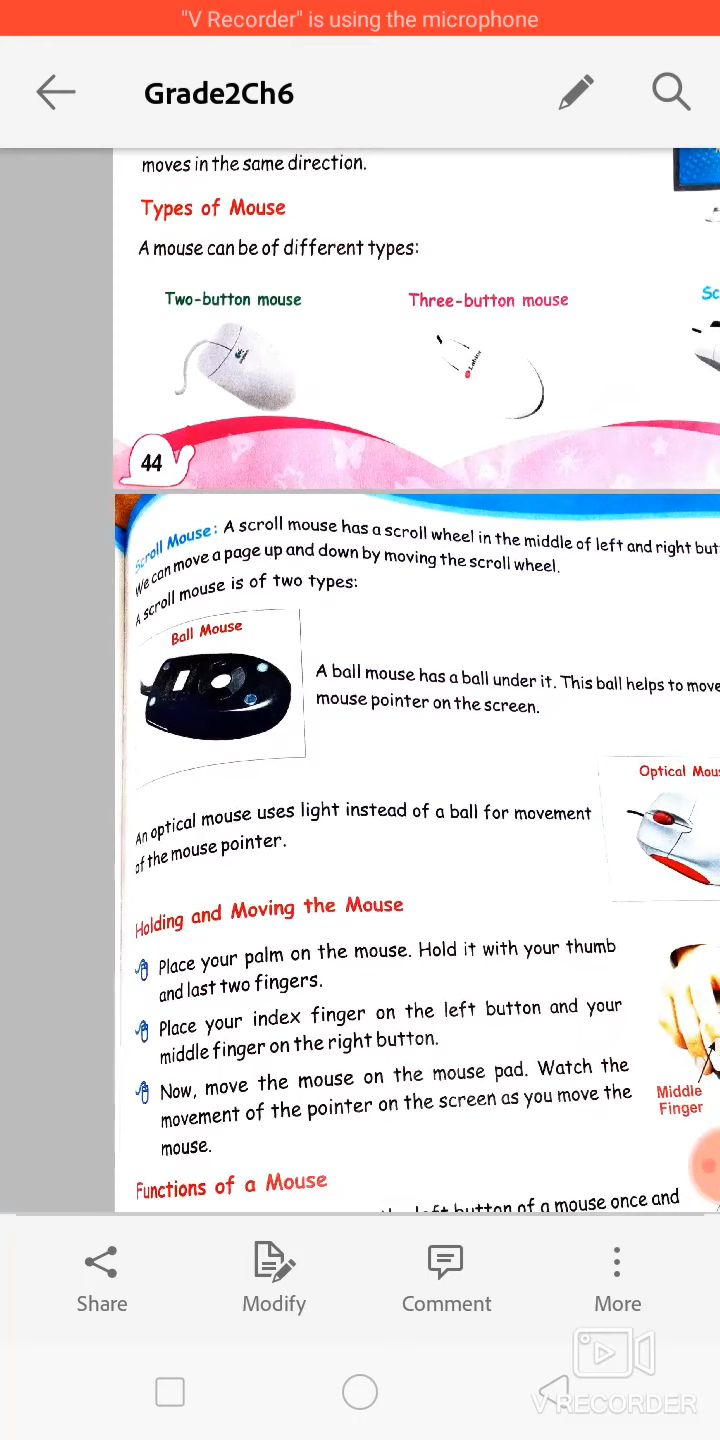 "V Recorder" is using the microphone
Grade2Ch6
moves in the same direction.
Types of Mouse
A mouse can be of different types:
Two-button mouse
Three-button mouse
Sc
44
Scroll Mouse: A scroll mouse has a scroll wheel in the middle of left and right but
We can move a page up and down by moving the scroll wheel.
A scroll mouse is of two types:
Ball Mouse
A ball mouse has a ball under it. This ball helps to move
mouse pointer on the screen.
Optical Mous
An optical mouse uses light instead of a ball for movement
of the mouse pointer.
Holding and Moving the Mouse
Place your palm on the mouse. Hold it with your thumb
and last two fingers.
Place your index finger on the left button and your
middle finger on the right button.
Now, move the mouse on the mouse pad. Watch the
movement of the pointer on the screen as you move the
mouse.
Middle
Finger
Functions of a Mouse
left button of a mouse once and
Share
Modify
Comment
More
V RECORDER